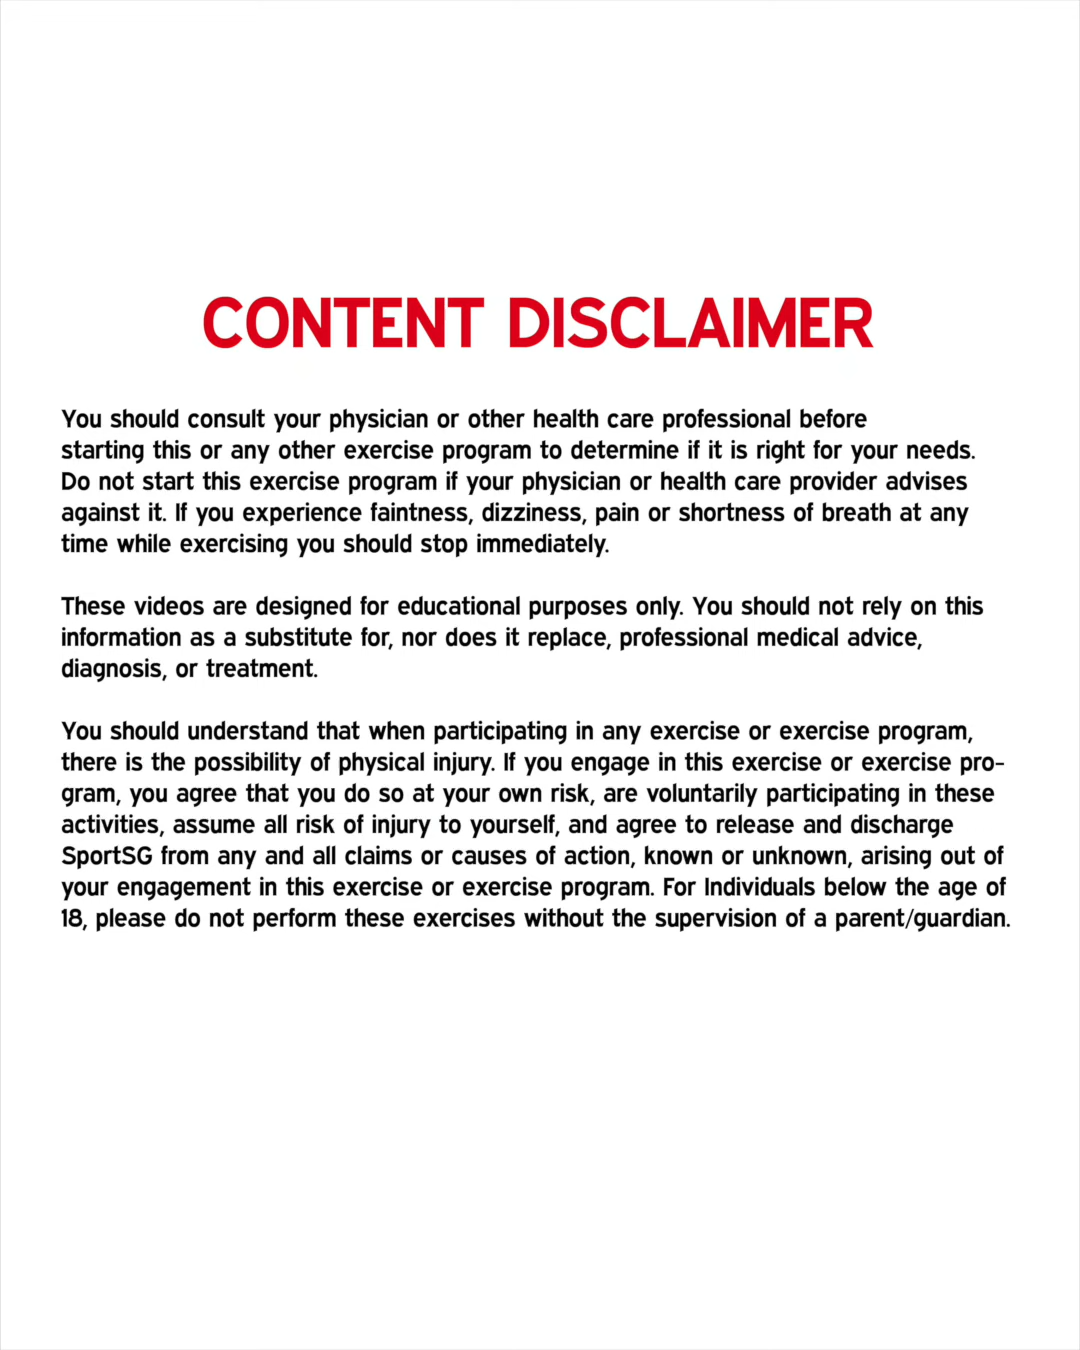 CONTENT DISCLAIMER
You should consult your physician or other health care professional before
starting this or any other exercise program to determine if it is right for your needs.
Do not start this exercise program if your physician or health care provider advises
against it. If you experience faintness, dizziness, pain or shortness of breath at any
time while exercising you should stop immediately.
These videos are designed for educational purposes only. You should not rely on this
information as a substitute for, nor does it replace, professional medical advice,
diagnosis, or treatment.
You should understand that when participating in any exercise or exercise program,
there is the possibility of physical injury. If you engage in this exercise or exercise pro-
gram, you agree that you do so at your own risk, are voluntarily participating in these
activities, assume all risk of injury to yourself, and agree to release and discharge
SportSG from any and all claims or causes of action, known or unknown, arising out of
your engagement in this exercise or exercise program. For Individuals below the age of
18, please do not perform these exercises without the supervision of a parent/guardian.